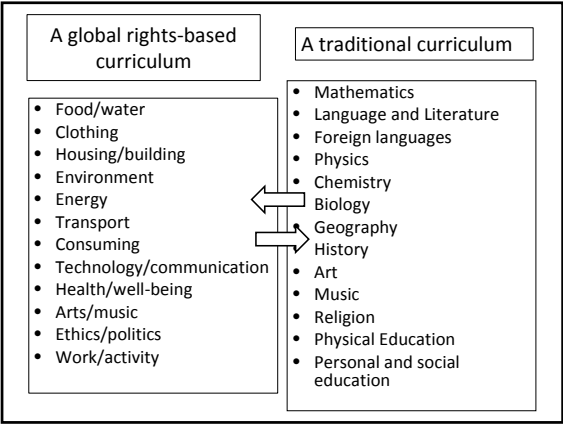 A global rights-based
curriculum
• Food/water
• Clothing
• Housing/building
• Environment
• Energy
• Transport
• Consuming
• Technology/communication
• Health/well-being
• Arts/music
• Ethics/politics
• Work/activity
A traditional curriculum
• Mathematics
• Language and Literature
• Foreign languages
• Physics
• Chemistry
Biology
• Geography
History
• Art
• Music
• Religion
• Physical Education
• Personal and social
education